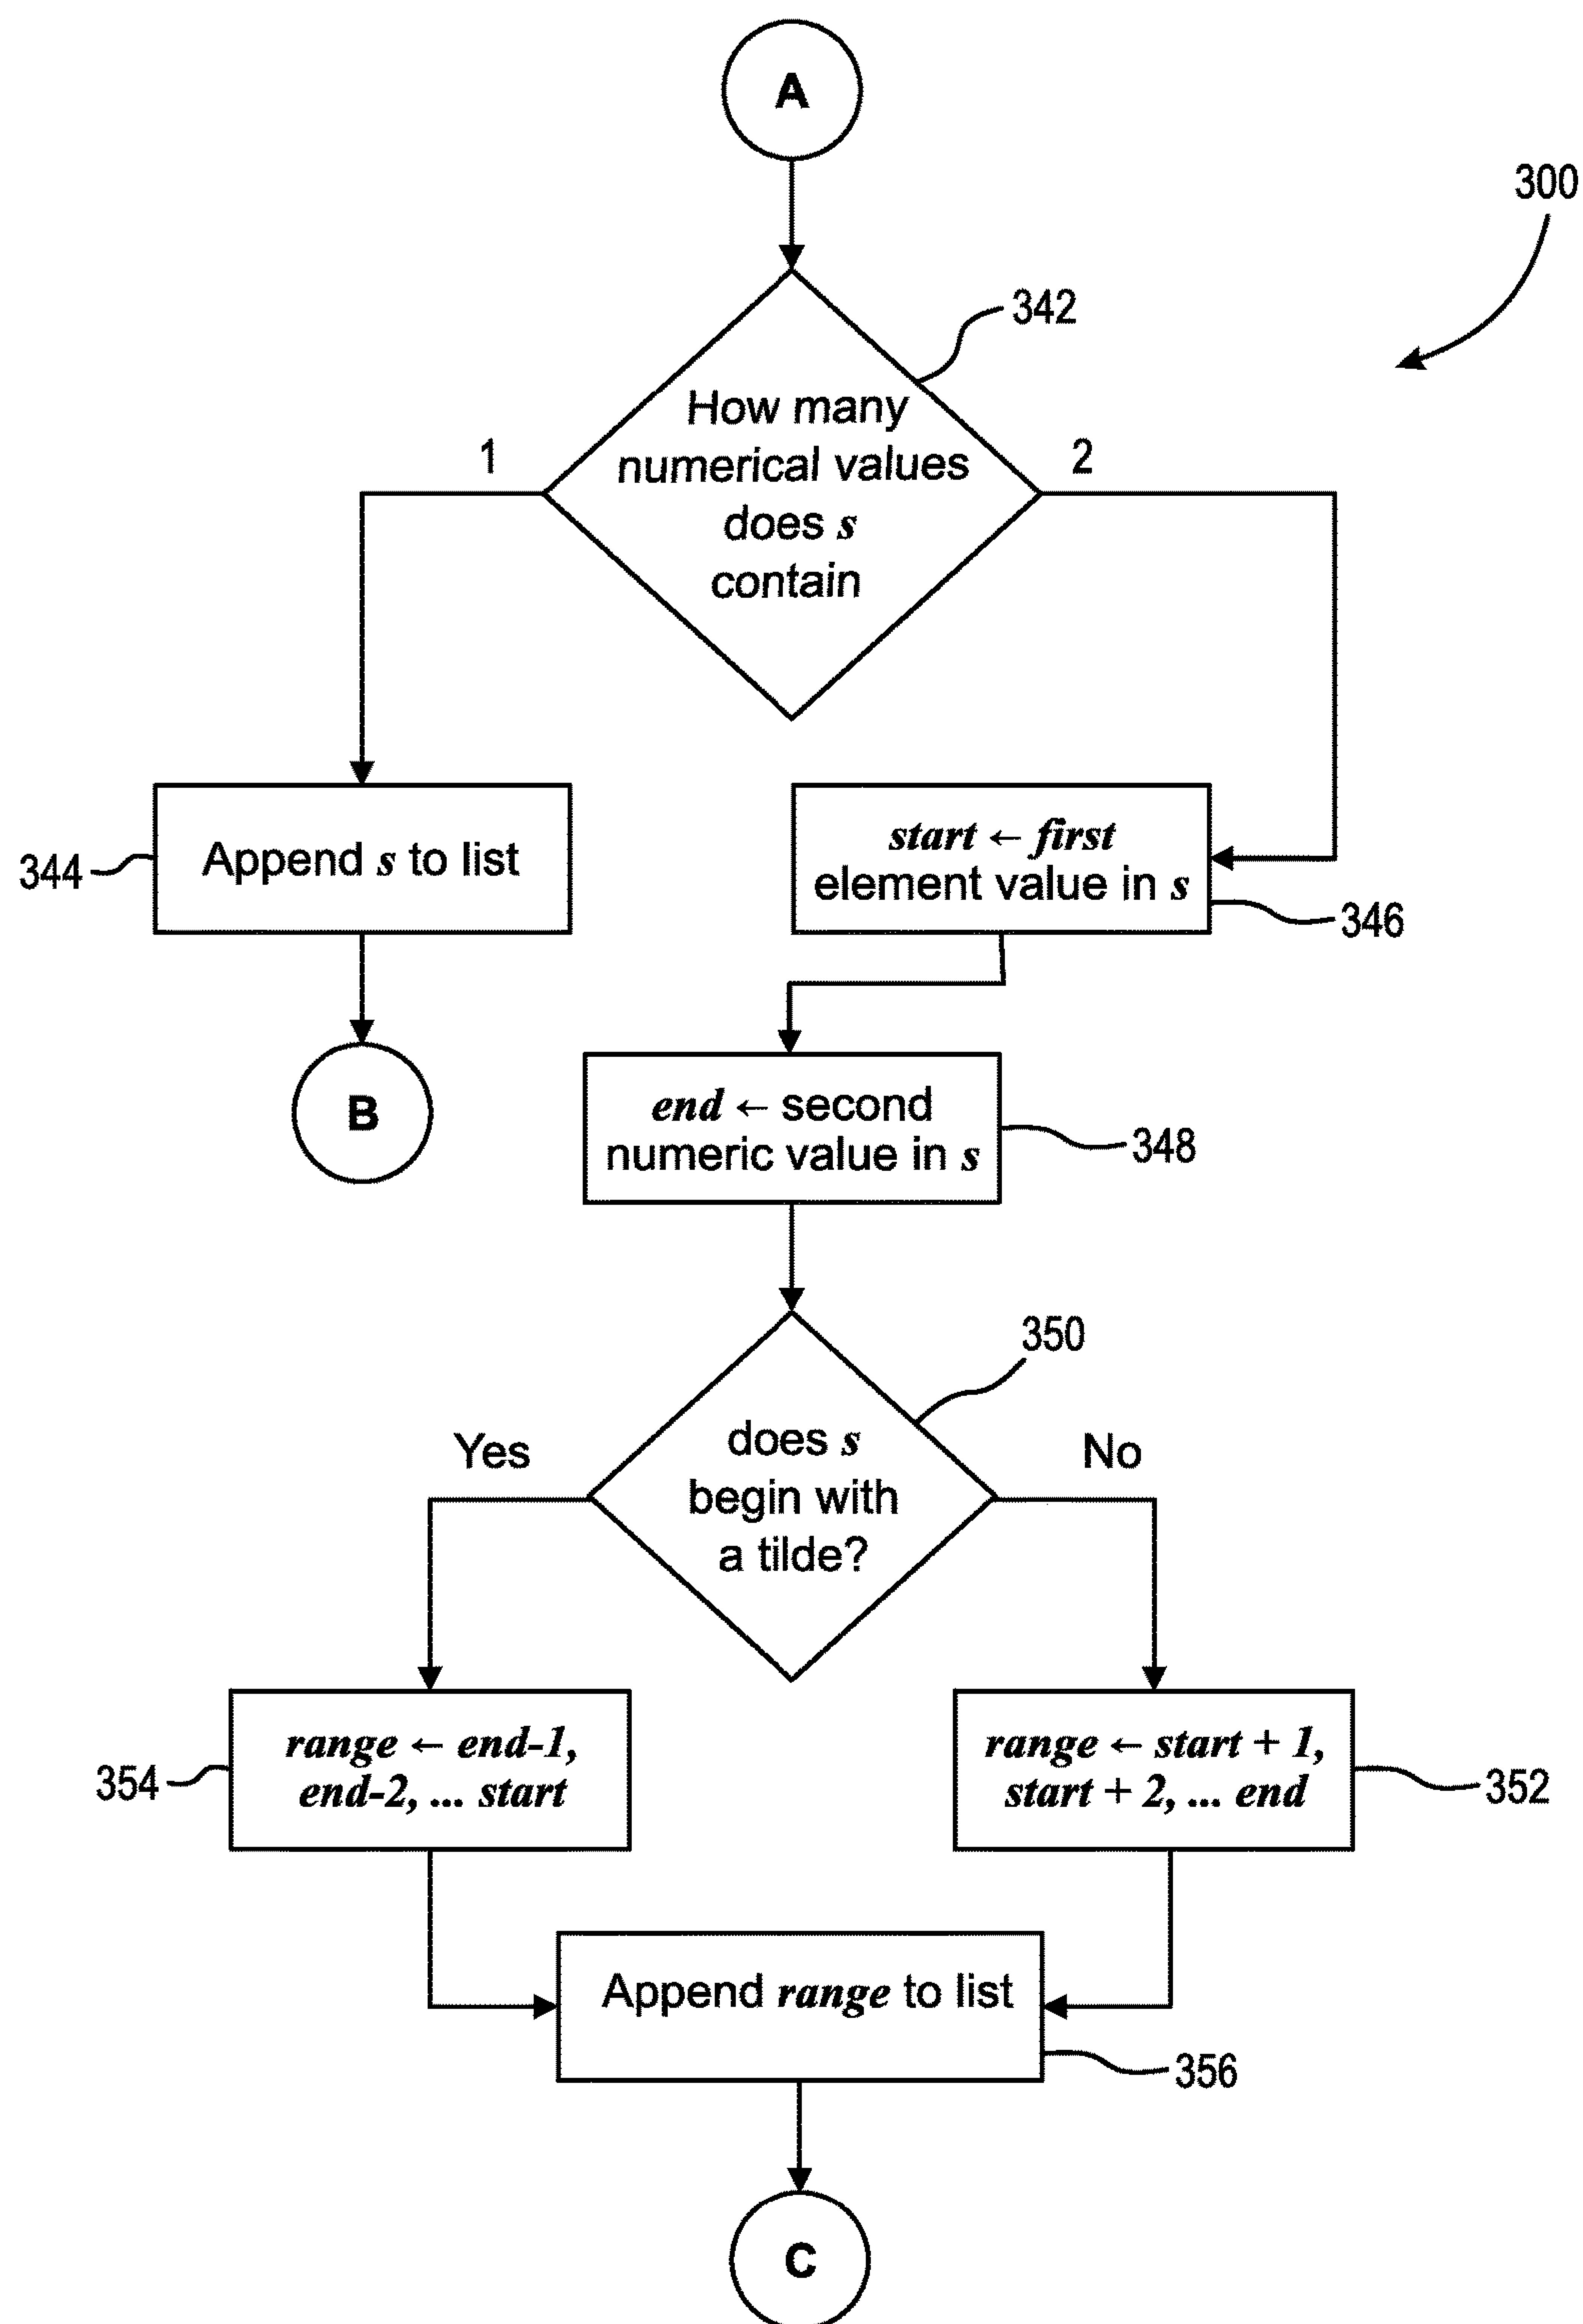 A
300
342
How many
numerical values
does s
contain
1
2
344
Append s to list
start ← first
element value in s
346
B
end ← second
numeric value in s
348
350
does s
begin with
a tilde?
Yes
No
354
range ← end-1,
end-2, ... start
range ← start + 1,
start + 2, ... end
352
Append range to list
356
C